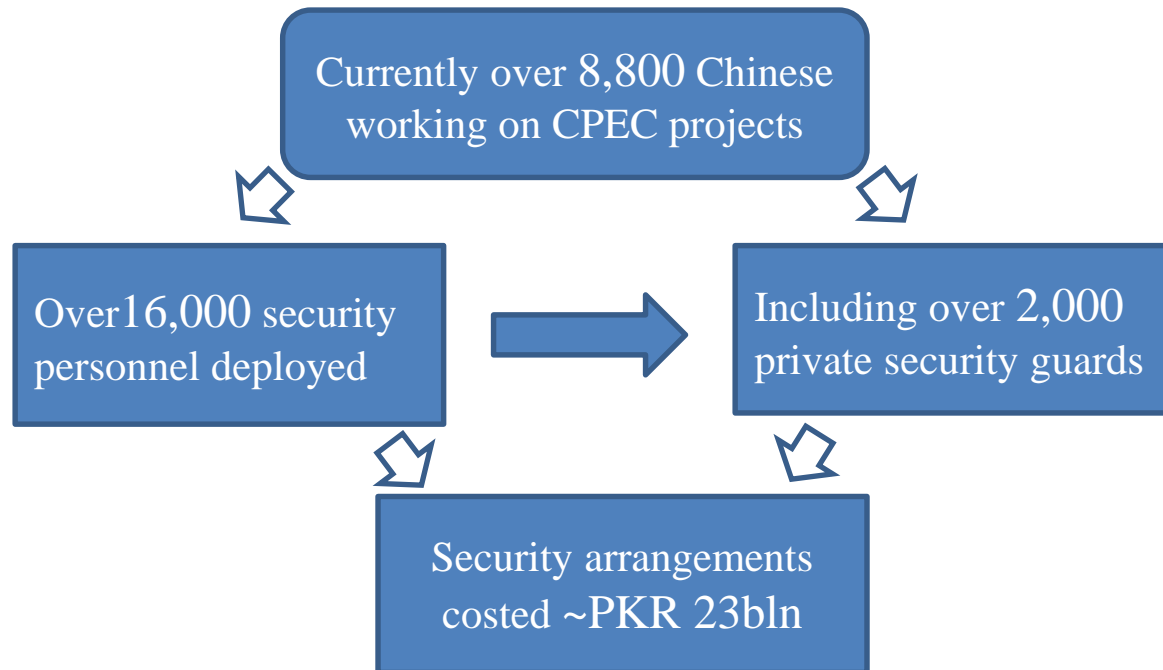 Currently over 8,800 Chinese
working on CPEC projects
Over16,000 security
personnel deployed
Including over 2,000
private security guards
Security arrangements
costed ~PKR 23bln